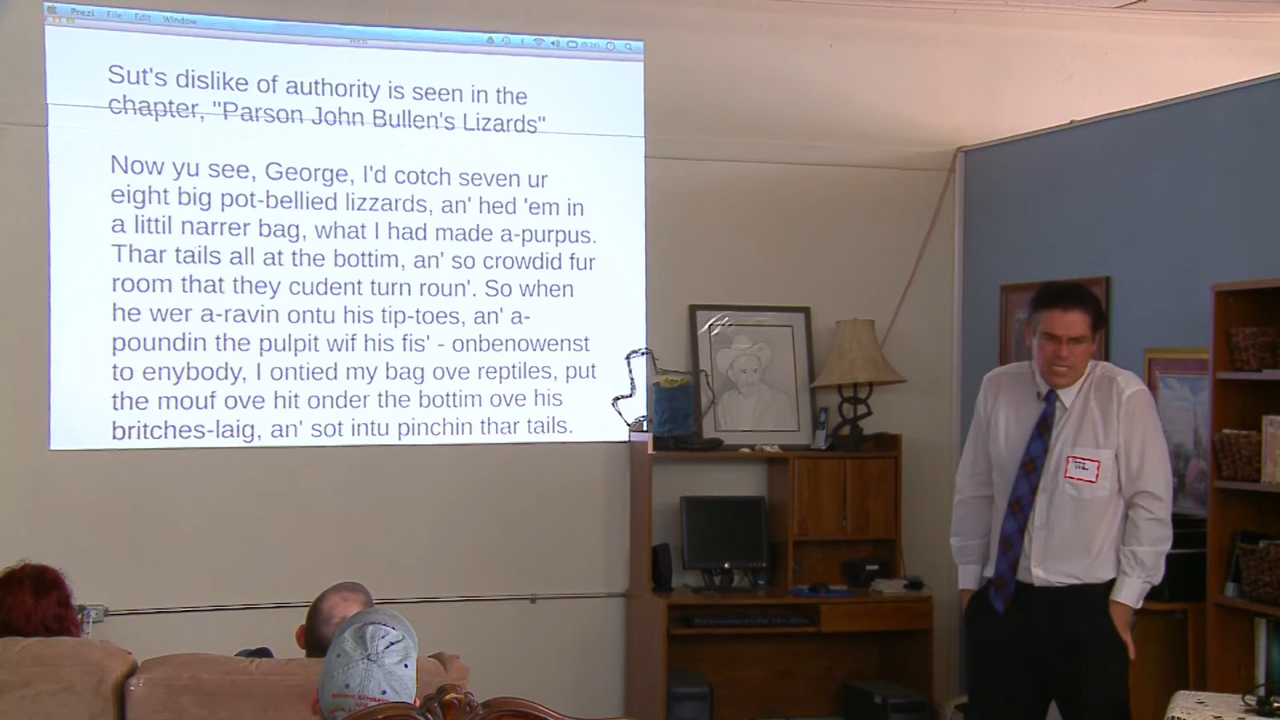 Prezi File Edit Window
Sut's dislike of authority is seen in the
chapter, "Parson John Bullen's Lizards"
Now yu see, George, I'd cotch seven ur
eight big pot-bellied lizzards, an' hed 'em in
a littil narrer bag, what I had made a-purpus.
Thar tails all at the bottim, an' so crowdid fur
room that they cudent turn roun'. So when
he wer a-ravin ontu his tip-toes, an' a-
poundin the pulpit wif his fis' - onbenowenst
to enybody, I ontied my bag ove reptiles, put
the mouf ove hit onder the bottim ove his
britches-laig, an' sot intu pinchin thar tails.